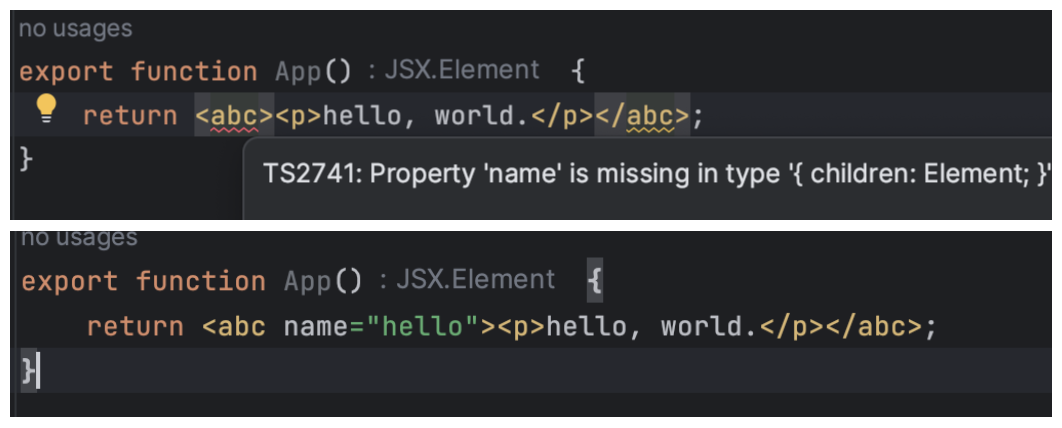 no usages
export function App() : JSX.Element {
return <abc><p>hello, world.</p></abc>;
}
TS2741: Property 'name' is missing in type '{ children: Element; }'
no usages
export function App() : JSX.Element {
return <abc name="hello"><p>hello, world.</p></abc>;
}